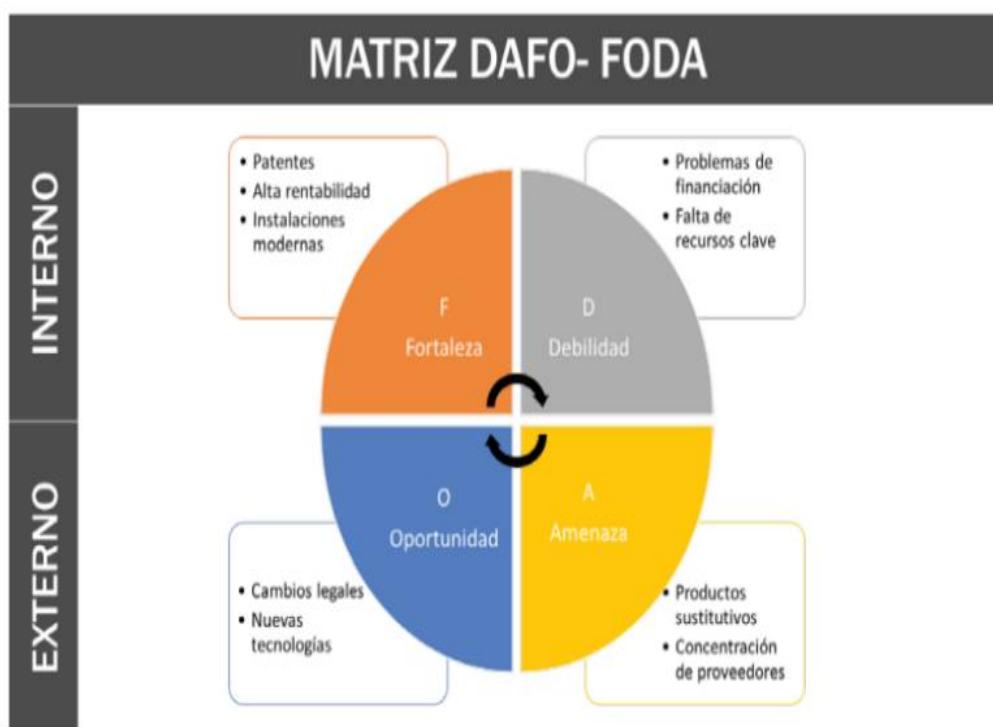 MATRIZ DAFO- FODA
INTERNO
• Patentes
• Alta rentabilidad
• Instalaciones
modernas
• Problemas de
financiación
• Falta de
recursos clave
F
Fortaleza
D
Debilidad
EXTERNO
O
Oportunidad
A
Amenaza
• Cambios legales
• Nuevas
tecnologías
• Productos
sustitutivos
• Concentración
de proveedores